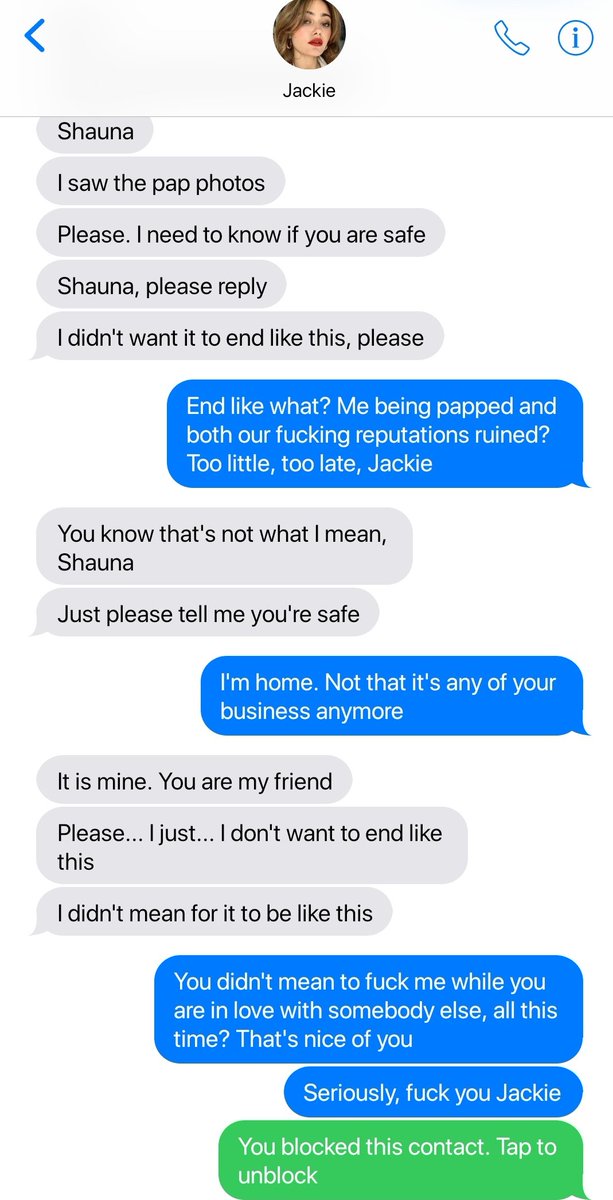 Jackie
Shauna
I saw the pap photos
Please. I need to know if you are safe
Shauna, please reply
I didn't want it to end like this, please
End like what? Me being papped and
both our fucking reputations ruined?
Too little, too late, Jackie
You know that's not what I mean,
Shauna
Just please tell me you're safe
I'm home. Not that it's any of your
business anymore
It is mine. You are my friend
Please... I just... I don't want to end like
this
I didn't mean for it to be like this
You didn't mean to fuck me while you
are in love with somebody else, all this
time? That's nice of you
Seriously, fuck you Jackie
You blocked this contact. Tap to
unblock